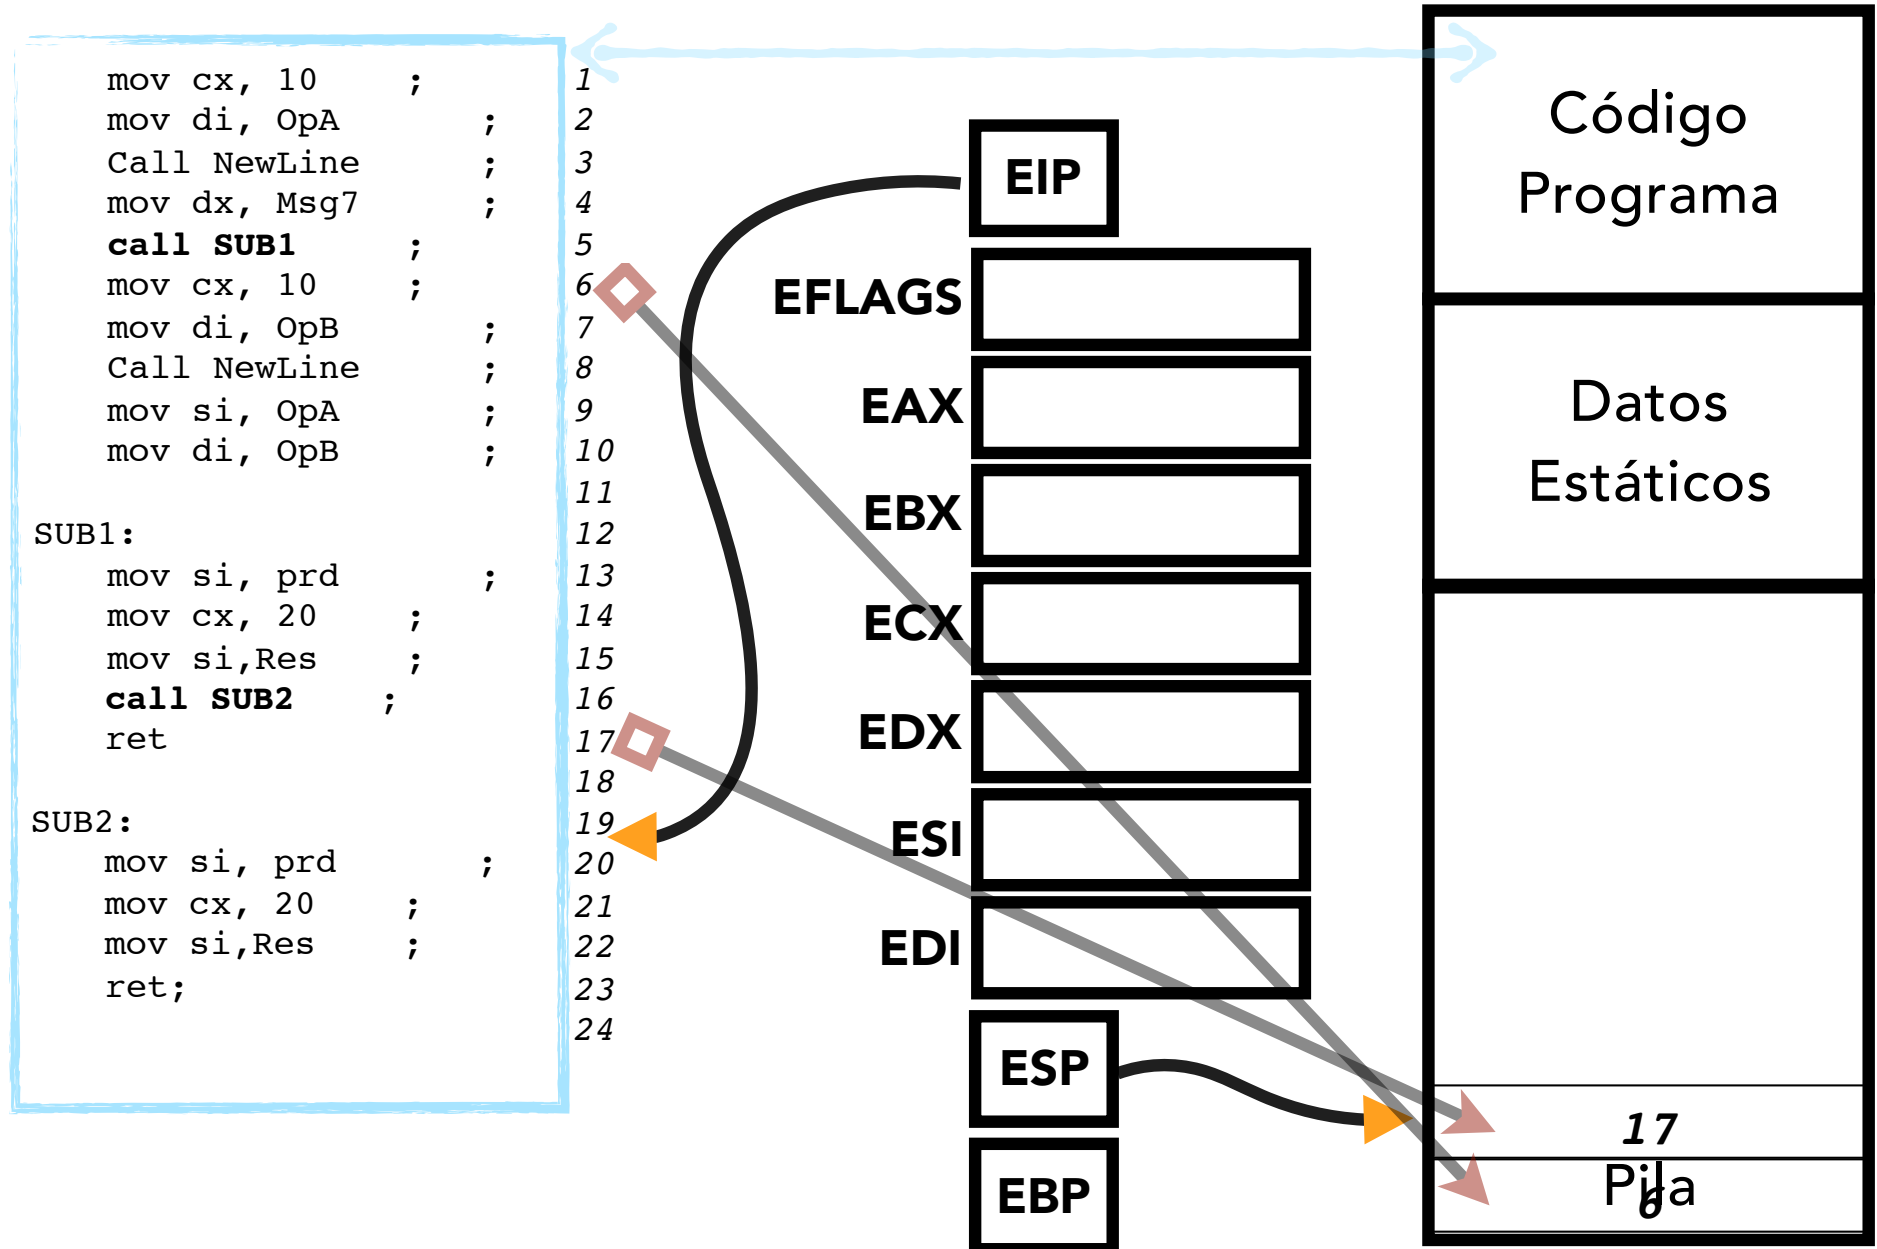 mov cx, 10 ; 1
mov di, OpA ; 2
Call NewLine ; 3
mov dx, Msg7 ; 4
call SUB1 ; 5
mov cx, 10 ; 6
mov di, OpB ; 7
Call NewLine ; 8
mov si, OpA ; 9
mov di, OpB ; 10
11
SUB1: 12
mov si, prd ; 13
mov cx, 20 ; 14
mov si,Res ; 15
call SUB2 ; 16
ret 17
18
SUB2: 19
mov si, prd ; 20
mov cx, 20 ; 21
mov si,Res ; 22
ret; 23
24
EIP
EFLAGS
EAX
EBX
ECX
EDX
ESI
EDI
ESP
EBP
Código
Programa
Datos
Estáticos
17
Pila
6